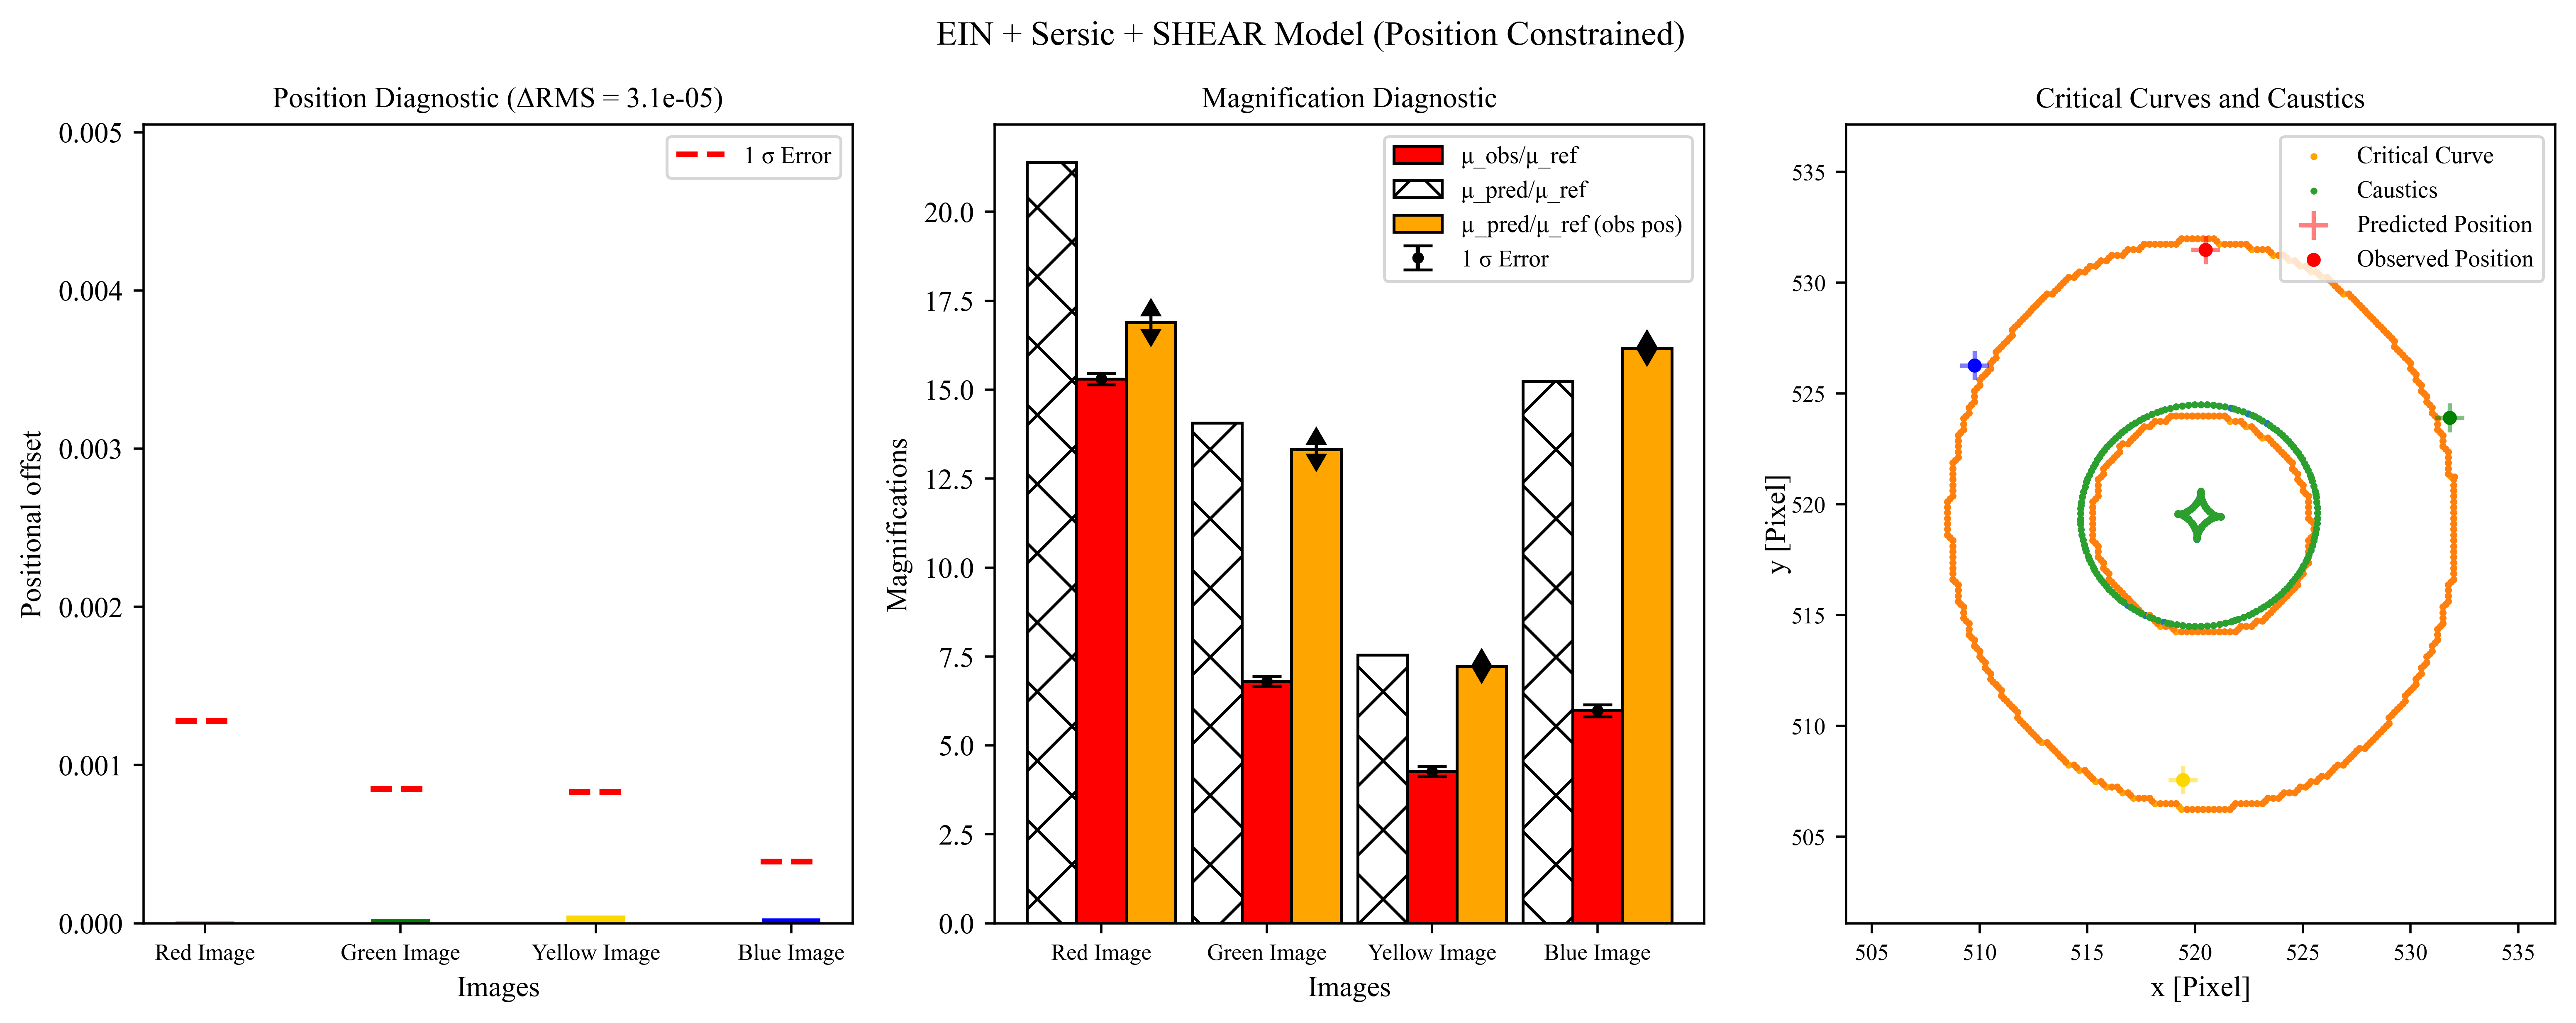 EIN + Sersic + SHEAR Model (Position Constrained)
Position Diagnostic (ΔRMS = 3.1e-05)
0.005
0.004
0.003
0.002
0.001
0.000
Positional offset
1 σ Error
Red Image
Green Image
Yellow Image
Blue Image
Images
Magnification Diagnostic
20.0
17.5
15.0
12.5
10.0
7.5
5.0
2.5
0.0
Magnifications
μ_obs/μ_ref
μ_pred/μ_ref
μ_pred/μ_ref (obs pos)
1 σ Error
Red Image
Green Image
Yellow Image
Blue Image
Images
Critical Curves and Caustics
535
530
525
520
515
510
505
y [Pixel]
Critical Curve
Caustics
Predicted Position
Observed Position
505
510
515
520
525
530
535
x [Pixel]